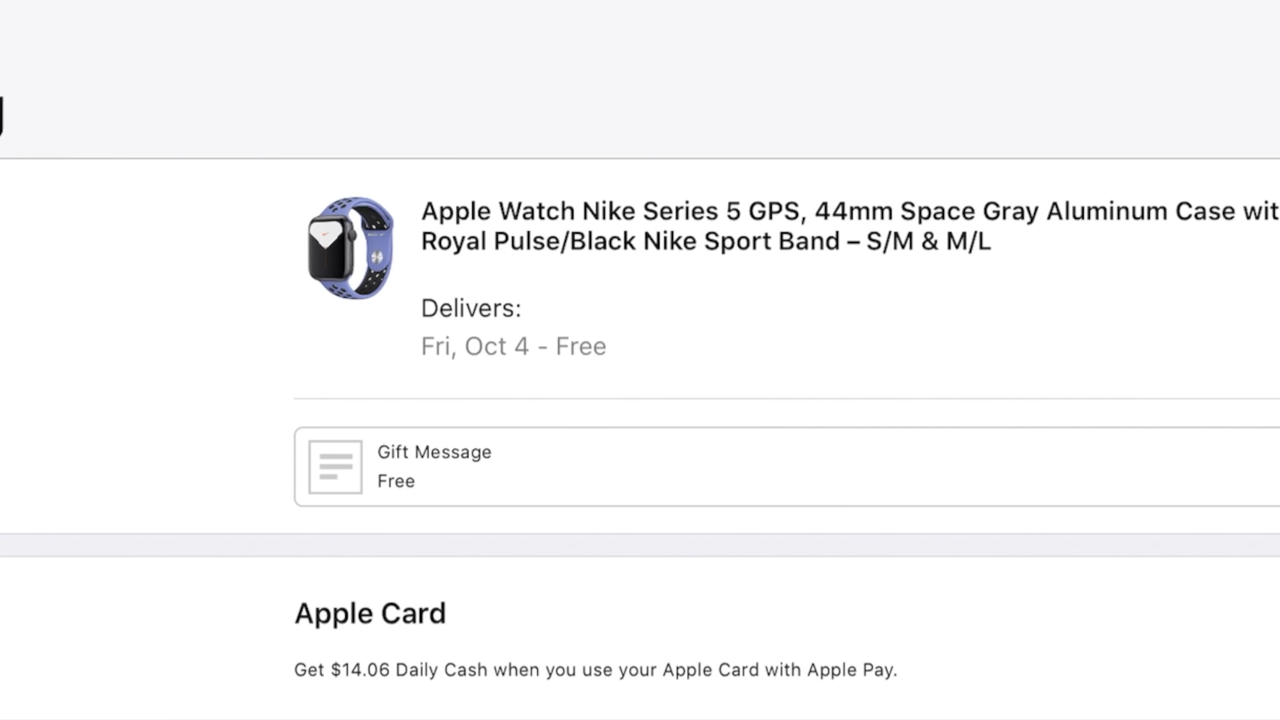 Apple Watch Nike Series 5 GPS, 44mm Space Gray Aluminum Case wit
Royal Pulse/Black Nike Sport Band – S/M & M/L
Delivers:
Fri, Oct 4 - Free
Gift Message
Free
Apple Card
Get $14.06 Daily Cash when you use your Apple Card with Apple Pay.